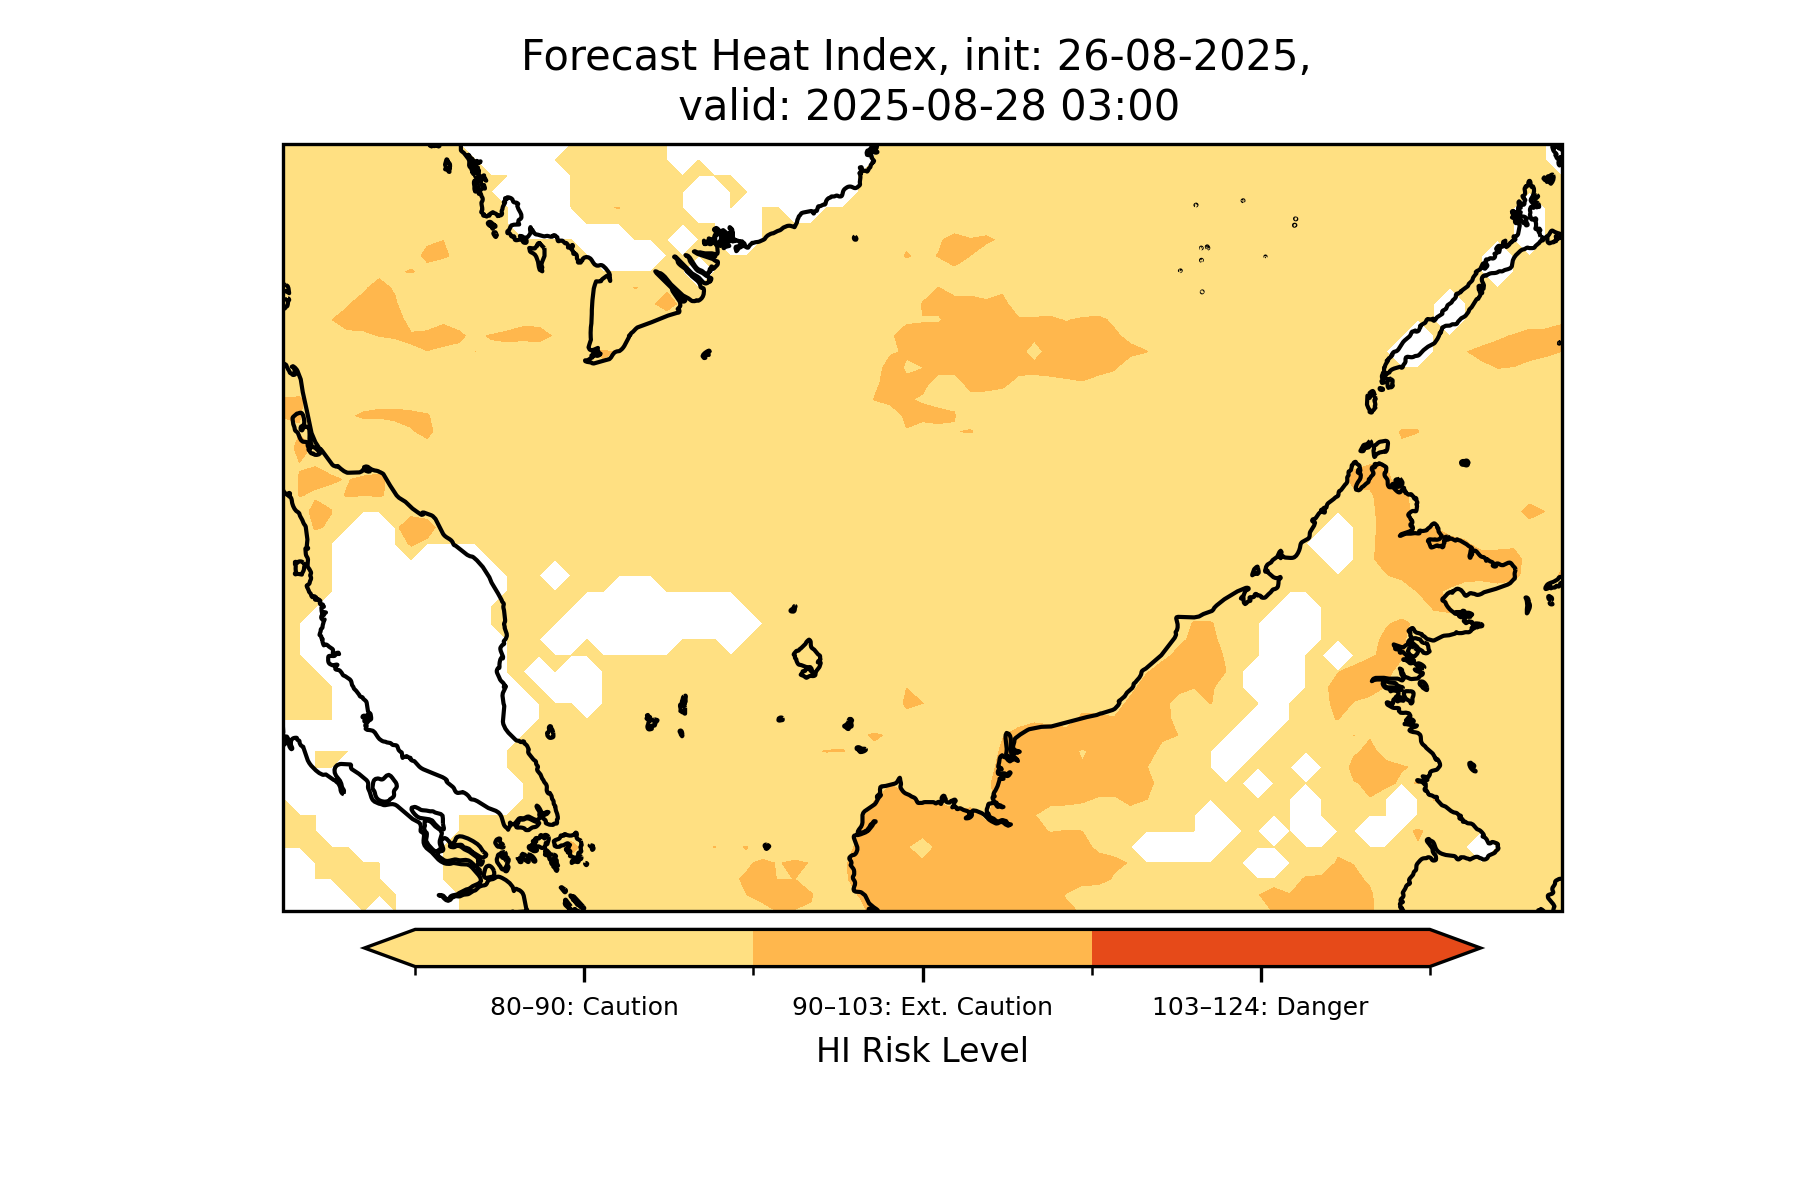 Forecast Heat Index, init: 26-08-2025,
valid: 2025-08-28 03:00
80–90: Caution
90–103: Ext. Caution
103–124: Danger
HI Risk Level